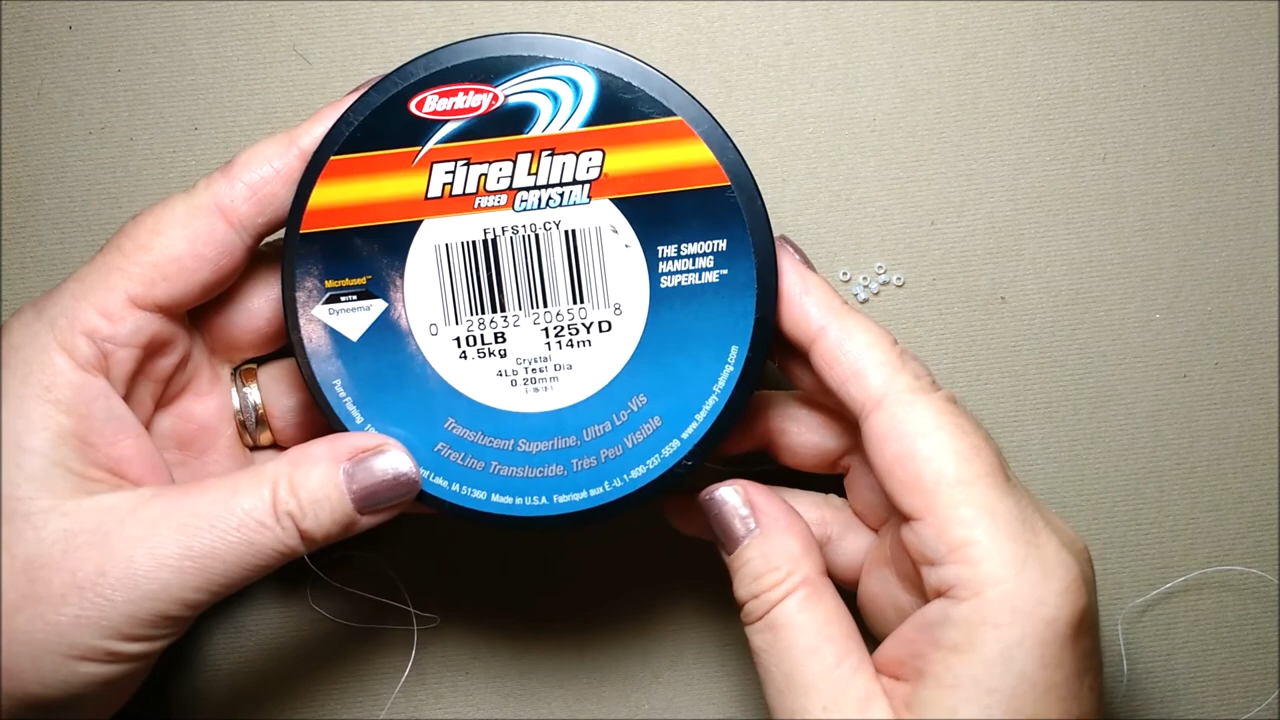 Berkley
FireLine
FUSED CRYSTAL
FLFS10-CY
THE SMOOTH
HANDLING
SUPERLINE™
Microfused™
WITH
Dyneema®
0 28632 20650 8
10LB 125YD
4.5kg 114m
Crystal
4Lb Test Dia
0.20mm
Translucent Superline, Ultra Lo-Vis
FireLine Translucide, Très Peu Visible
Pure Fishing
Lake, IA 51360 Made in U.S.A. Fabriqué aux É.-U. 1-800-237-5539 www.Berkley-Fishing.com